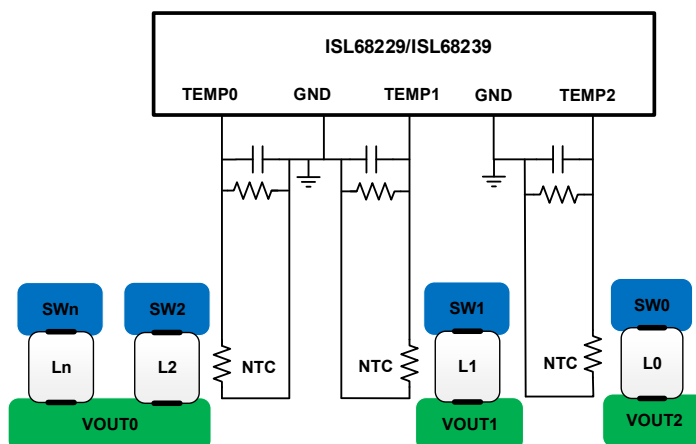 ISL68229/ISL68239
TEMP0 GND TEMP1 GND TEMP2
SWn SW2 SW1 SW0
Ln L2 NTC NTC L1 NTC L0
VOUT0 VOUT1 VOUT2